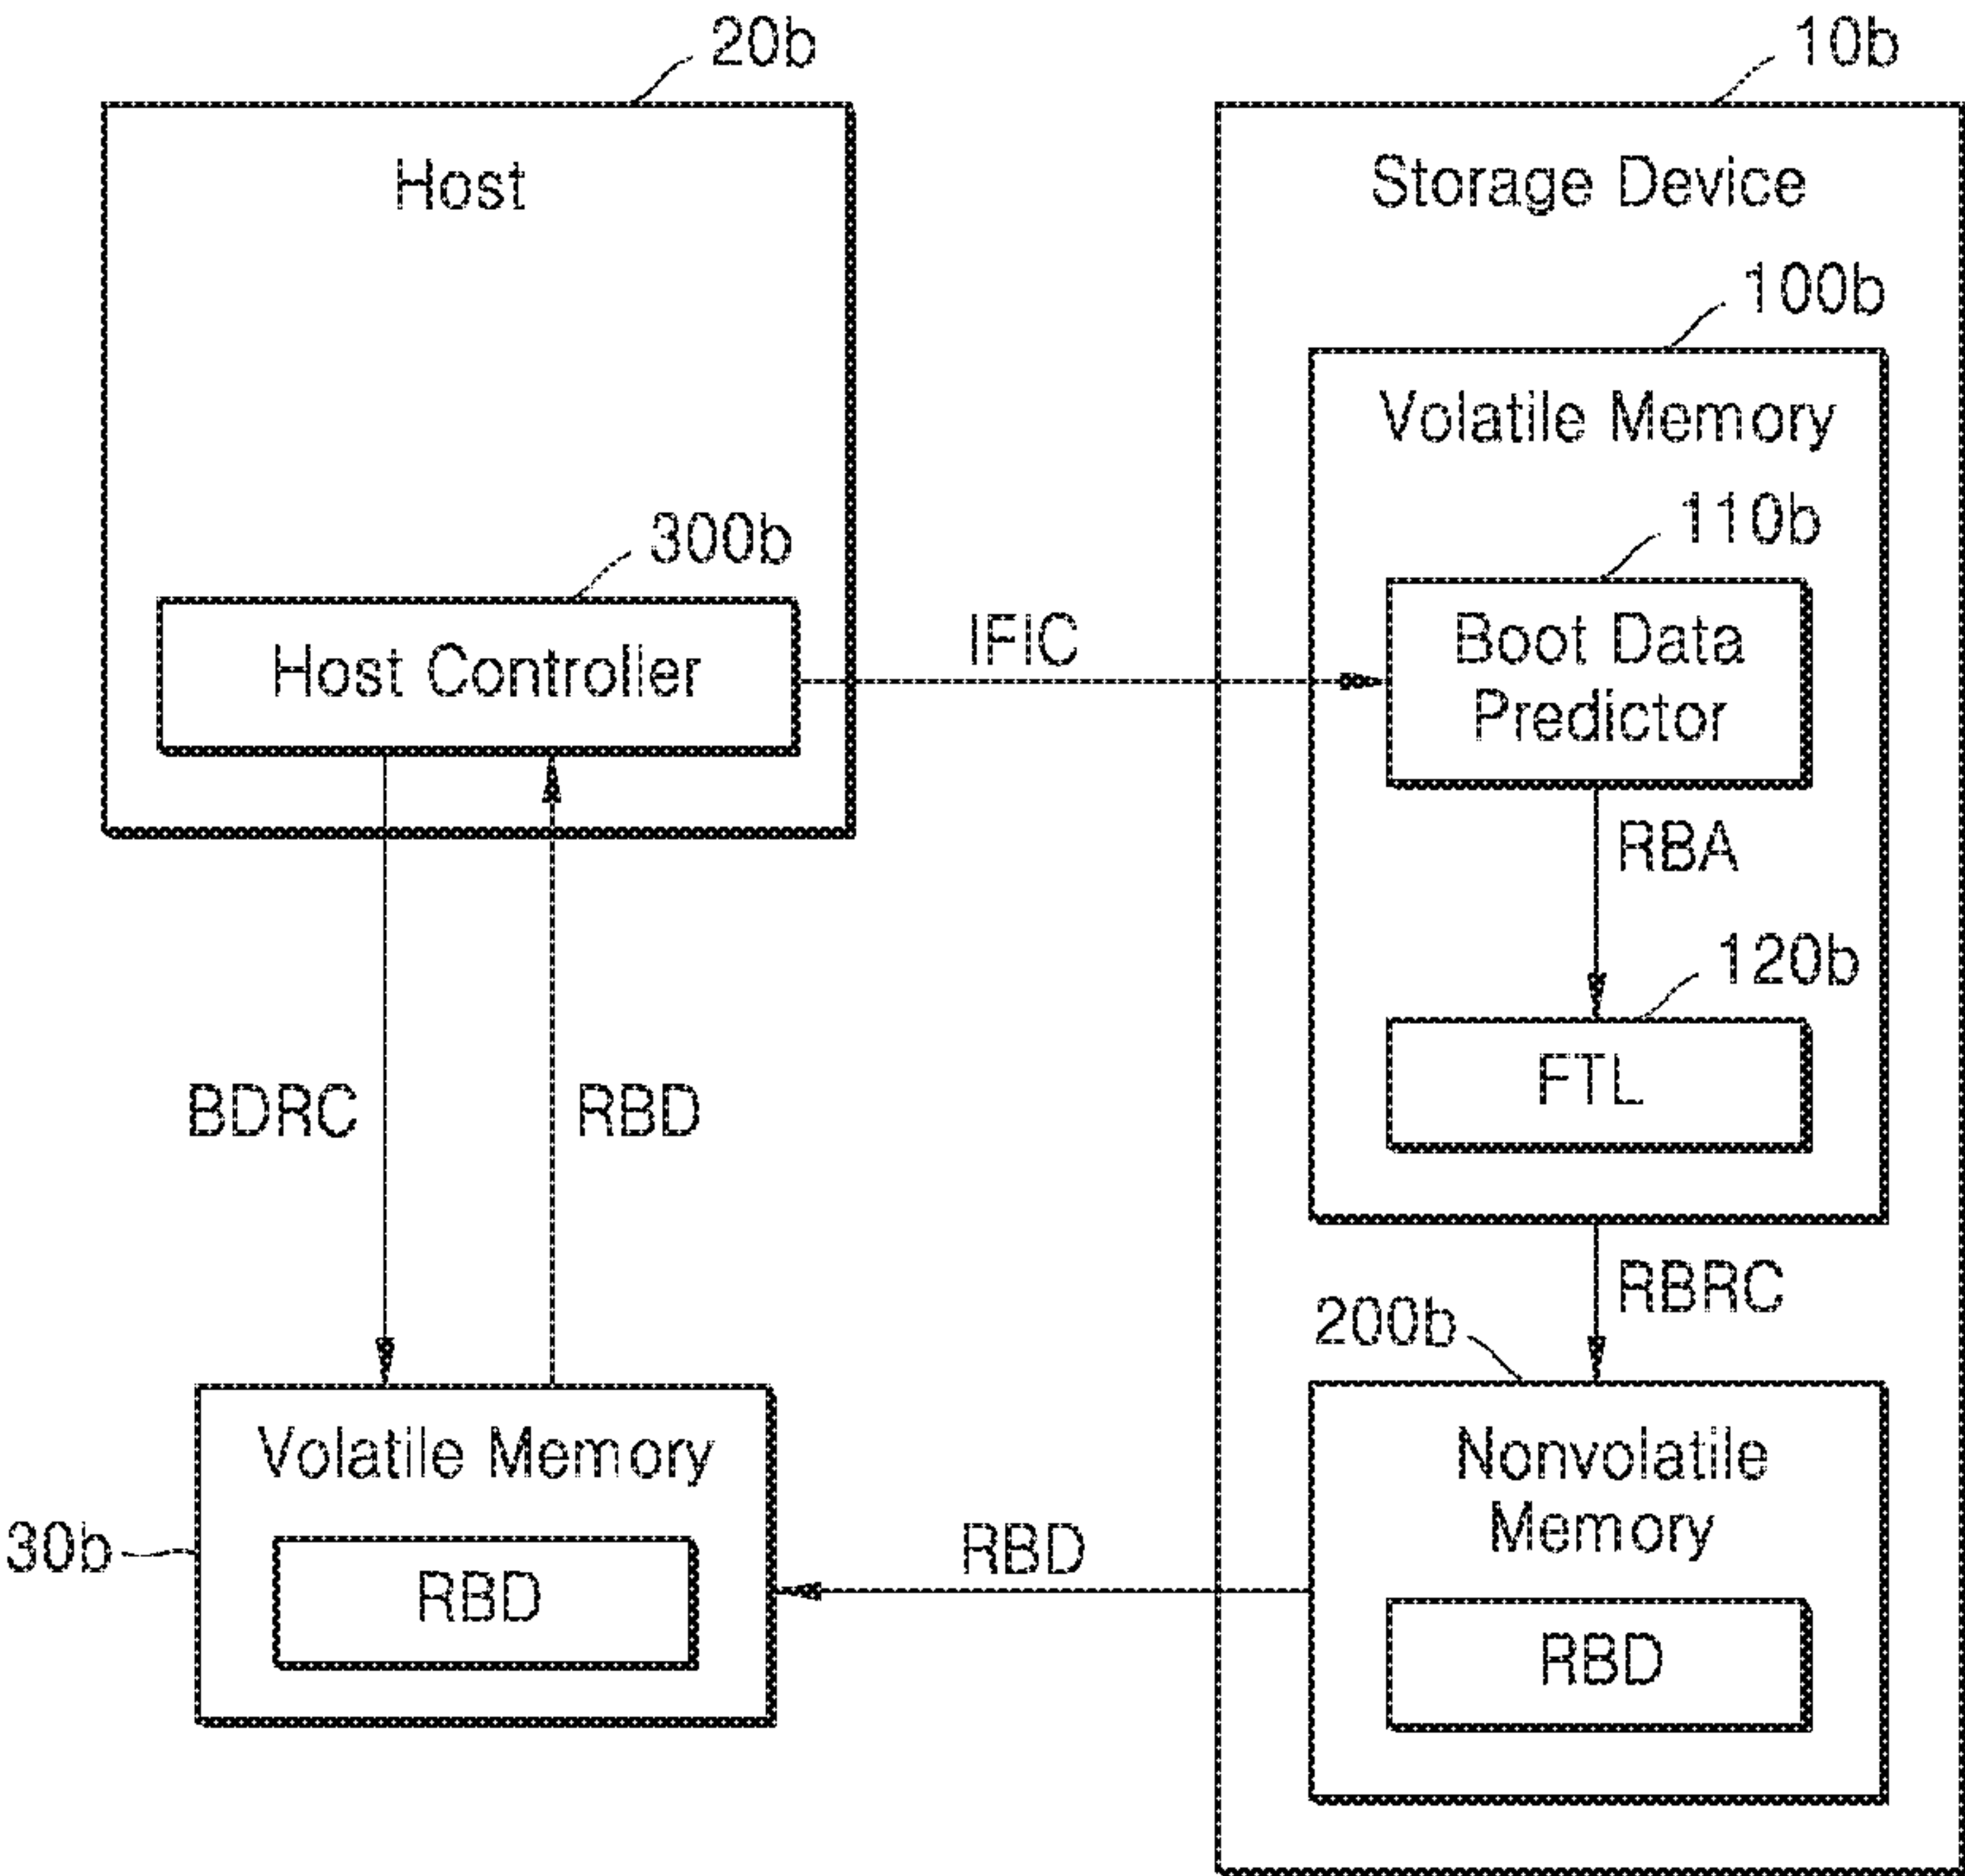 20b
10b
Host
Storage Device
100b
Volatile Memory
300b
110b
Host Controller
IFIC
Boot Data
Predictor
RBA
120b
FTL
BDRC
RBD
RBRC
200b
Volatile Memory
Nonvolatile
Memory
30b
RBD
RBD
RBD